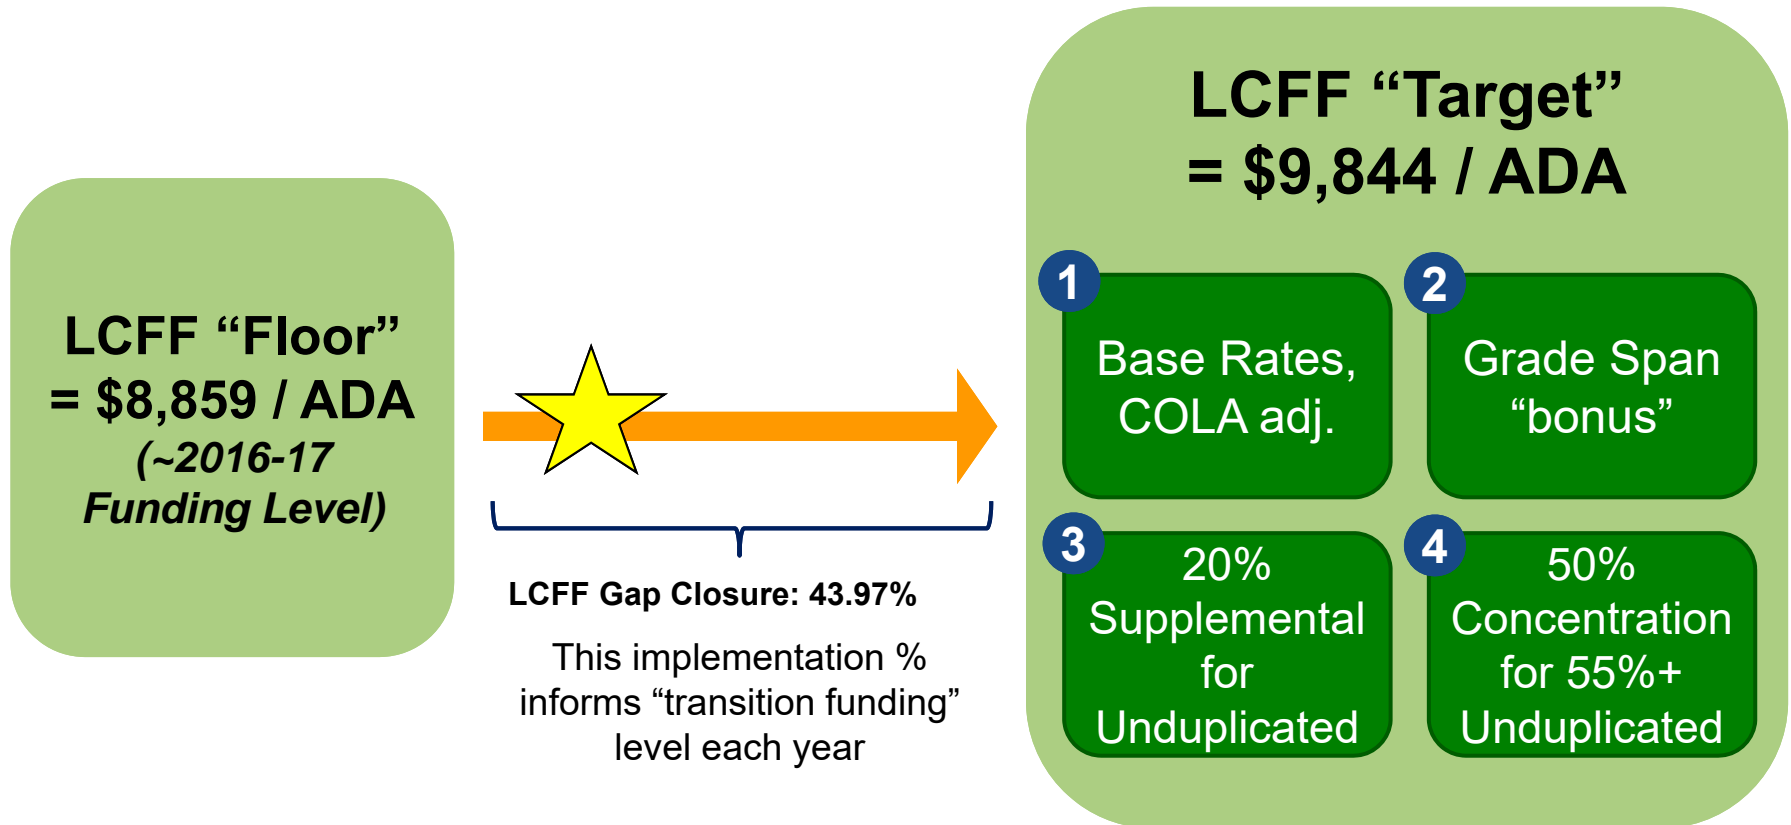 LCFF “Floor”
= $8,859 / ADA
(~2016-17
Funding Level)
LCFF Gap Closure: 43.97%
This implementation %
informs “transition funding”
level each year
LCFF “Target”
= $9,844 / ADA
1
Base Rates,
COLA adj.
2
Grade Span
“bonus”
3
20%
Supplemental
for
Unduplicated
4
50%
Concentration
for 55%+
Unduplicated